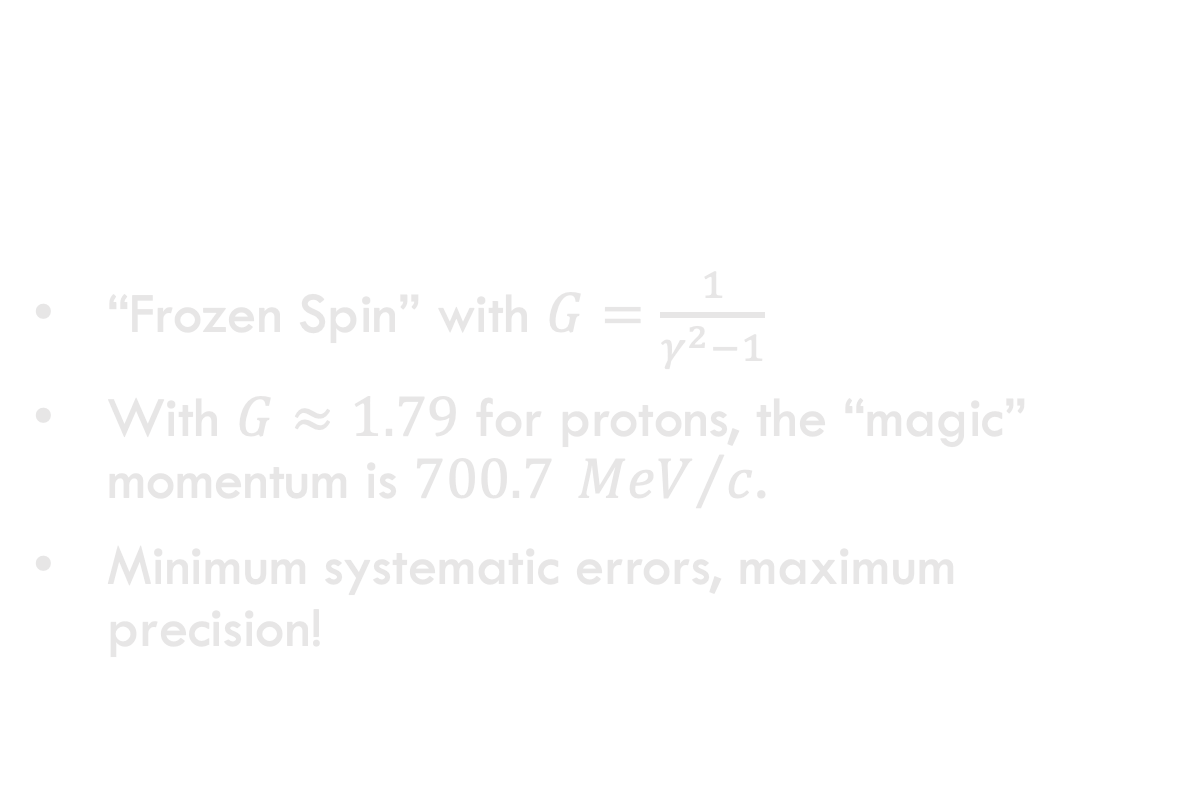 • “Frozen Spin” with 𝐺 = 1/(𝛾²−1)
• With 𝐺 ≈ 1.79 for protons, the “magic”
momentum is 700.7 𝑀𝑒𝑉/𝑐.
• Minimum systematic errors, maximum
precision!